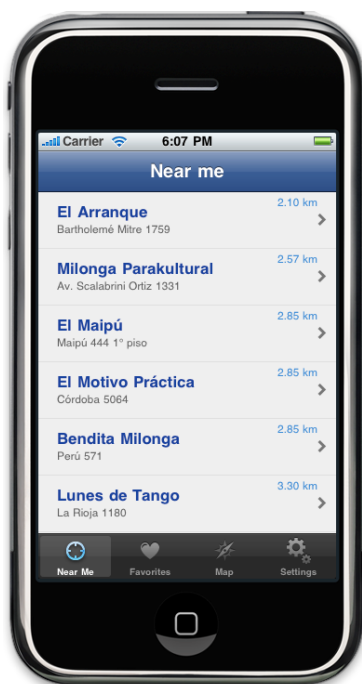 Carrier 6:07 PM
Near me
El Arranque 2.10 km
Bartholemé Mitre 1759
Milonga Parakultural 2.57 km
Av. Scalabrini Ortiz 1331
El Maipú 2.85 km
Maipú 444 1° piso
El Motivo Práctica 2.85 km
Córdoba 5064
Bendita Milonga 2.85 km
Perú 571
Lunes de Tango 3.30 km
La Rioja 1180
Near Me Favorites Map Settings